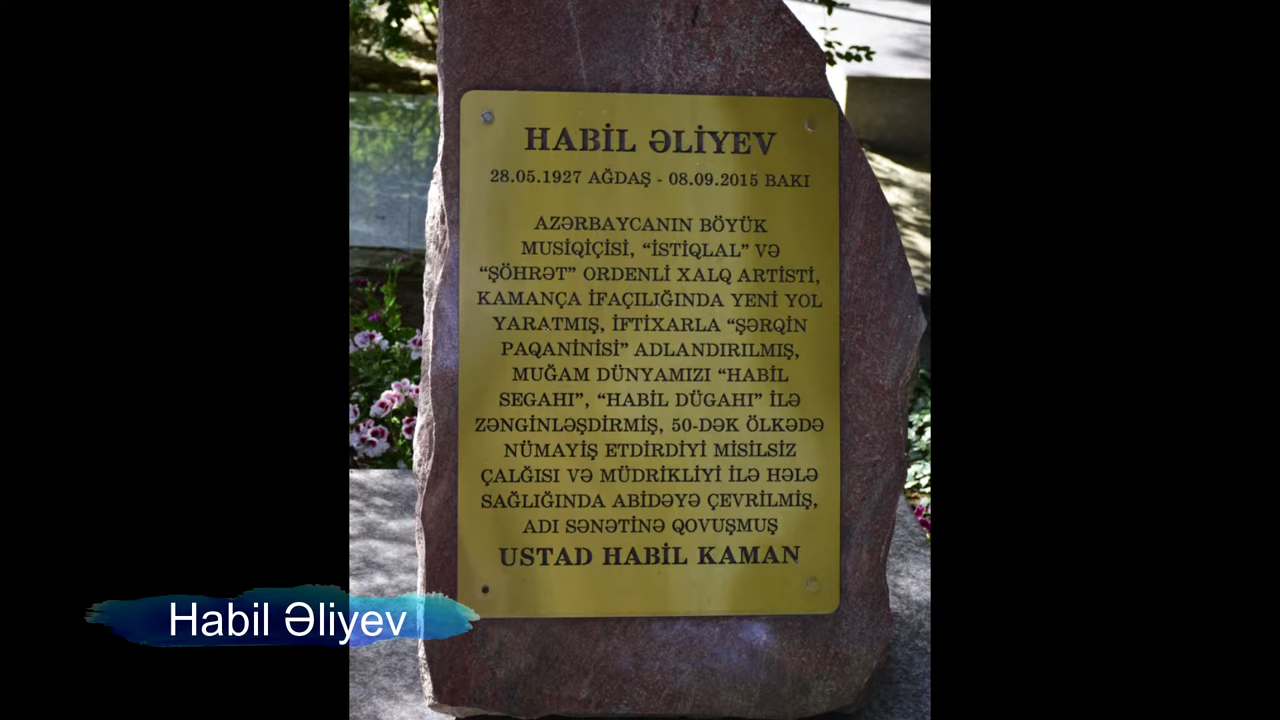 HABİL ƏLİYEV
28.05.1927 AĞDAŞ - 08.09.2015 BAKI
AZƏRBAYCANIN BÖYÜK
MUSİQİÇİSİ, “İSTİQLAL” VƏ
“ŞÖHRƏT” ORDENLİ XALQ ARTİSTİ,
KAMANÇA İFAÇILIĞINDA YENİ YOL
YARATMIŞ, İFTİXARLA “ŞƏRQİN
PAQANİNİSİ” ADLANDIRILMIŞ,
MUĞAM DÜNYAMIZI “HABİL
SEGAHI”, “HABİL DÜGAHI” İLƏ
ZƏNGİNLƏŞDİRMİŞ, 50-DƏK ÖLKƏDƏ
NÜMAYİŞ ETDİRDİYİ MİSİLSİZ
ÇALĞISI VƏ MÜDRİKLİYİ İLƏ HƏLƏ
SAĞLIĞINDA ABİDƏYƏ ÇEVRİLMİŞ,
ADI SƏNƏTİNƏ QOVUŞMUŞ
USTAD HABİL KAMAN
Habil Əliyev